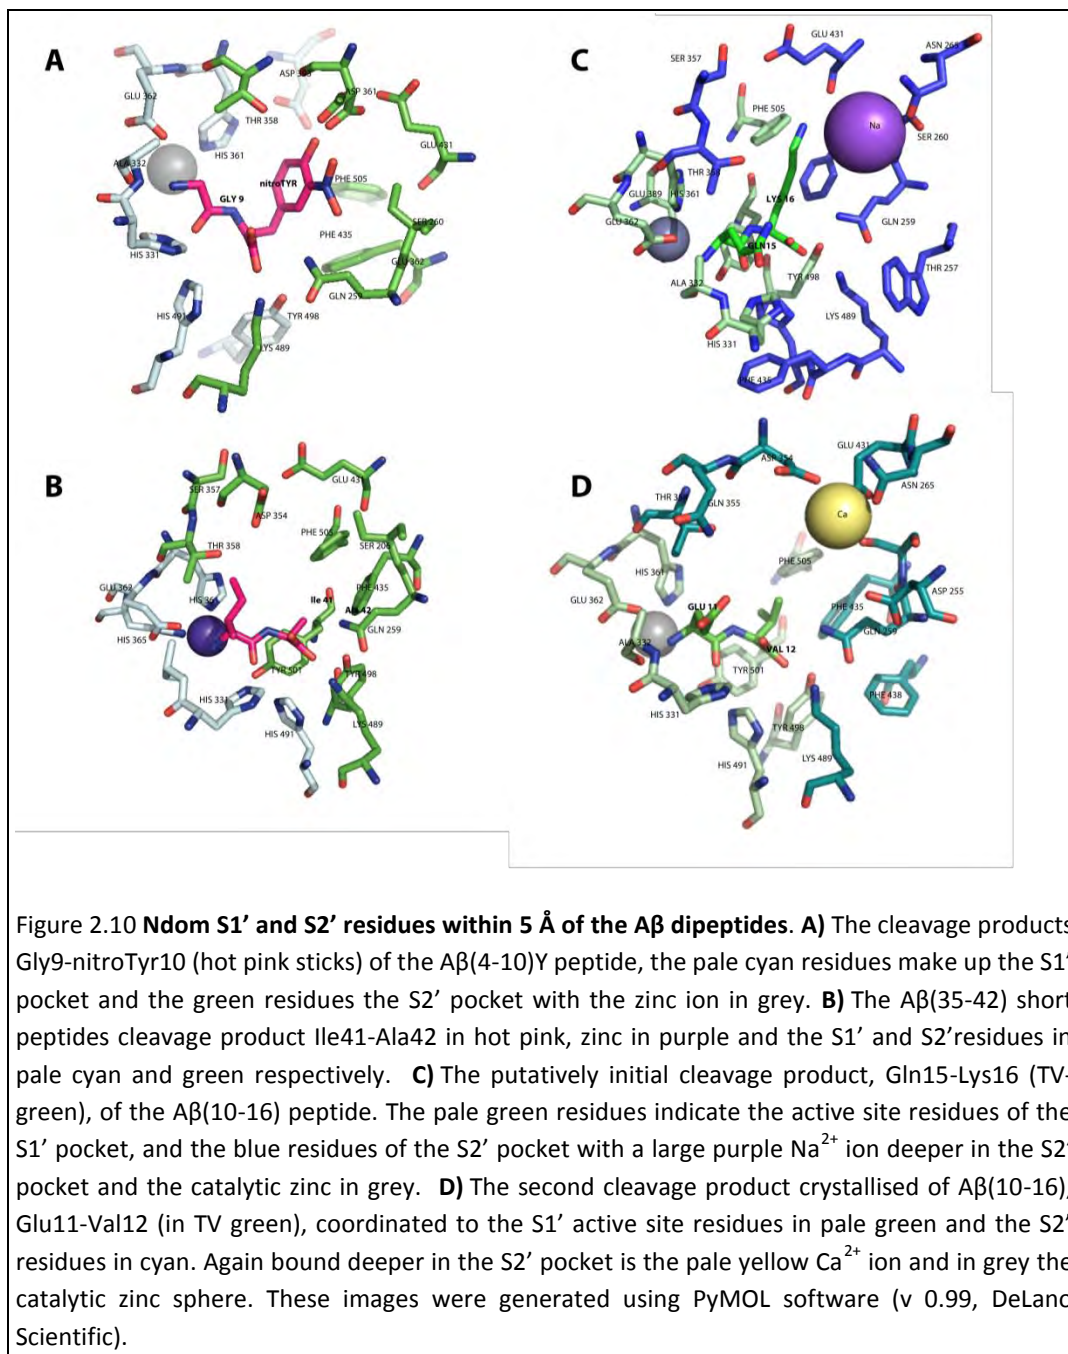 A
GLU 362
ASP 361
THR 358
GLU 431
ALA 332
HIS 361
nitroTYR
PHE 505
GLY 9
SER 260
PHE 435
GLU 362
HIS 331
GLN 259
HIS 491
TYR 498
LYS 489
C
GLU 431
ASN 265
SER 357
PHE 505
Na
SER 260
GLU 389
HIS 361
LYS 16
GLU 362
GLN 259
GLN15
ALA 332
TYR 498
THR 257
LYS 489
HIS 331
PHE 435
B
SER 357
GLU 431
ASP 354
PHE 505
SER 206
THR 358
GLU 362
PHE 435
Ile 41
HIS 365
GLN 259
TYR 501
TYR 498
HIS 331
LYS 489
HIS 491
D
GLU 431
ASN 265
GLN 355
Ca
PHE 505
HIS 361
ASP 255
GLU 362
GLU 11
PHE 435
GLN 259
ALA 332
VAL 12
TYR 501
PHE 438
HIS 331
TYR 498
HIS 491
LYS 489
Figure 2.10 Ndom S1’ and S2’ residues within 5 Å of the Aβ dipeptides. A) The cleavage products
Gly9-nitroTyr10 (hot pink sticks) of the Aβ(4-10)Y peptide, the pale cyan residues make up the S1’
pocket and the green residues the S2’ pocket with the zinc ion in grey. B) The Aβ(35-42) short
peptides cleavage product Ile41-Ala42 in hot pink, zinc in purple and the S1’ and S2’residues in
pale cyan and green respectively. C) The putatively initial cleavage product, Gln15-Lys16 (TV-
green), of the Aβ(10-16) peptide. The pale green residues indicate the active site residues of the
S1’ pocket, and the blue residues of the S2’ pocket with a large purple Na2+ ion deeper in the S2’
pocket and the catalytic zinc in grey. D) The second cleavage product crystallised of Aβ(10-16),
Glu11-Val12 (in TV green), coordinated to the S1’ active site residues in pale green and the S2’
residues in cyan. Again bound deeper in the S2’ pocket is the pale yellow Ca2+ ion and in grey the
catalytic zinc sphere. These images were generated using PyMOL software (v 0.99, DeLano
Scientific).